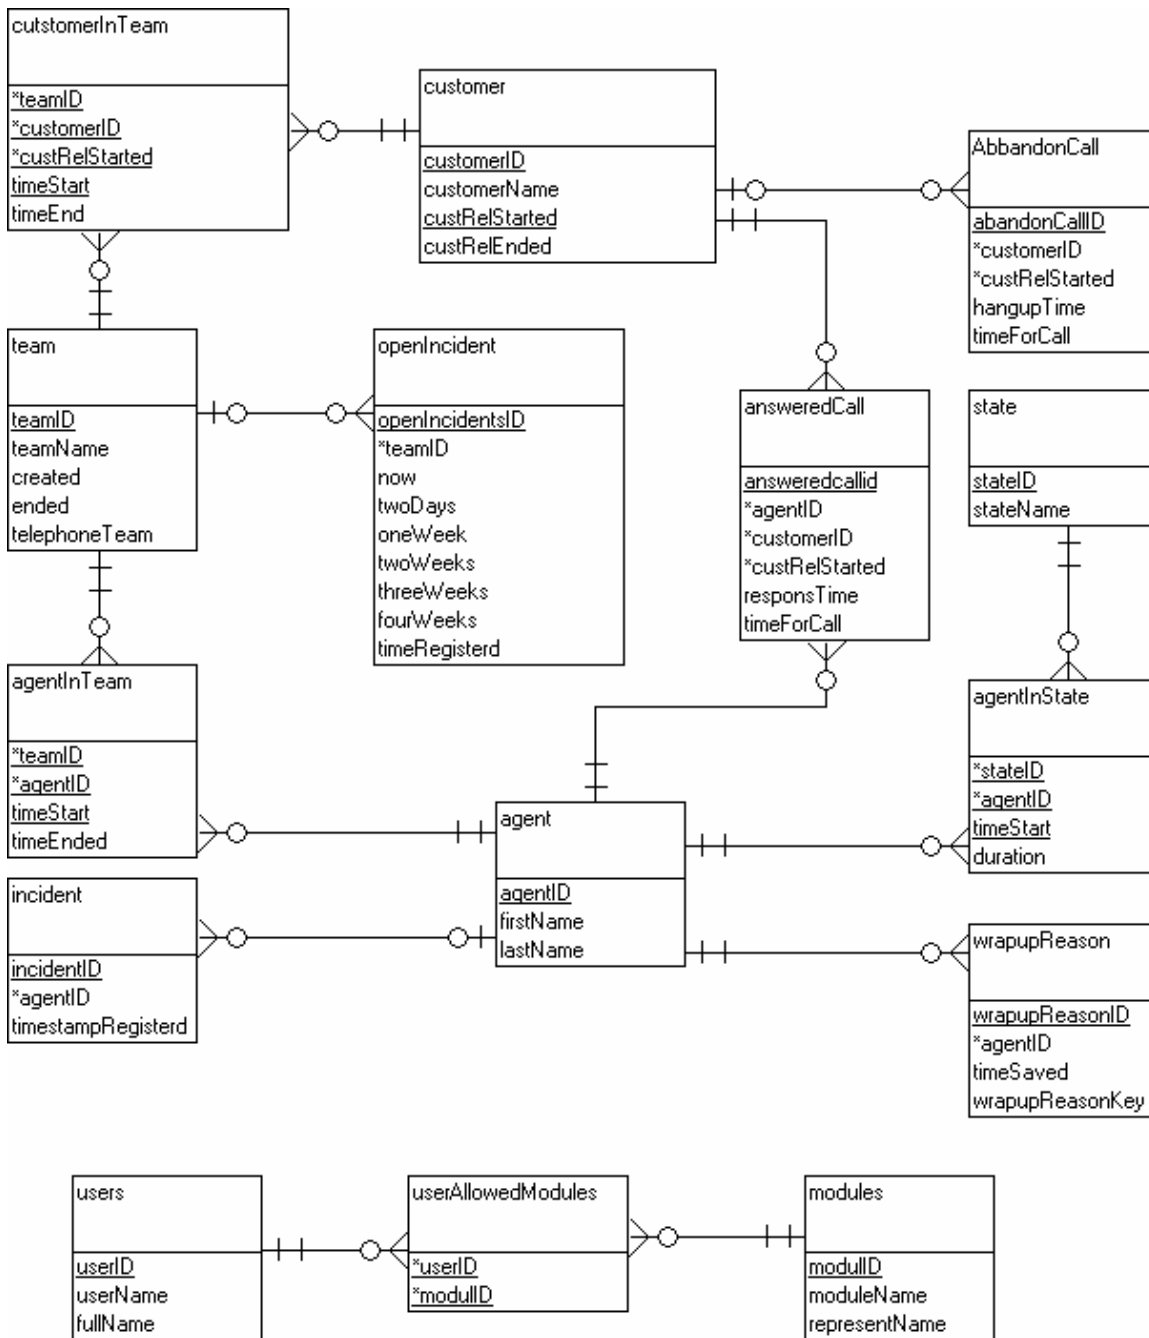 cutstomerInTeam
*teamID
*customerID
*custRelStarted
timeStart
timeEnd
customer
customerID
customerName
custRelStarted
custRelEnded
AbbandonCall
abandonCallID
*customerID
*custRelStarted
hangupTime
timeForCall
team
teamID
teamName
created
ended
telephoneTeam
openIncident
openIncidentsID
*teamID
now
twoDays
oneWeek
twoWeeks
threeWeeks
fourWeeks
timeRegisterd
answeredCall
answeredcallid
*agentID
*customerID
*custRelStarted
responsTime
timeForCall
state
stateID
stateName
agentInTeam
*teamID
*agentID
timeStart
timeEnded
agentInState
*stateID
*agentID
timeStart
duration
agent
agentID
firstName
lastName
incident
incidentID
*agentID
timestampRegisterd
wrapupReason
wrapupReasonID
*agentID
timeSaved
wrapupReasonKey
users
userID
userName
fullName
userAllowedModules
*userID
*modulID
modules
modulID
moduleName
representName